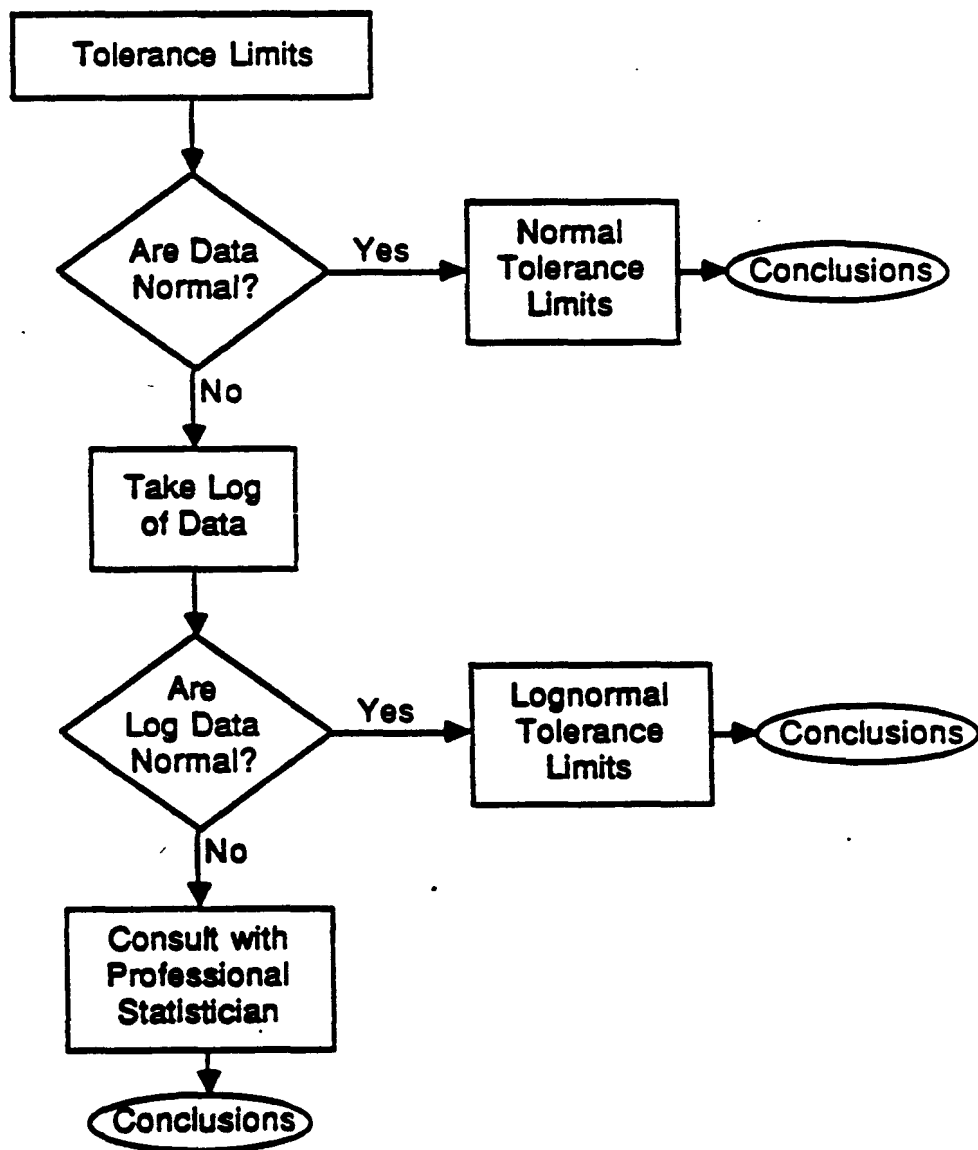 Tolerance Limits
Are Data
Normal?
Yes
Normal
Tolerance
Limits
Conclusions
No
Take Log
of Data
Are
Log Data
Normal?
Yes
Lognormal
Tolerance
Limits
Conclusions
No
Consult with
Professional
Statistician
Conclusions